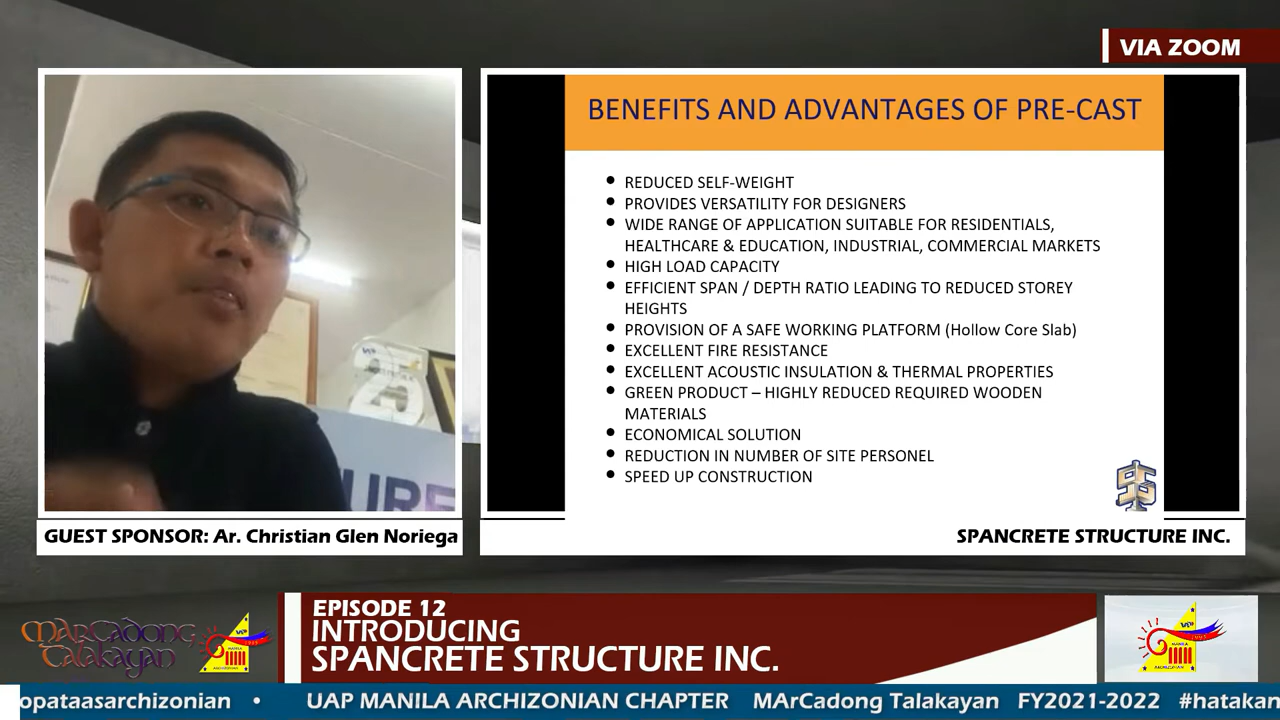 VIA ZOOM
BENEFITS AND ADVANTAGES OF PRE-CAST
• REDUCED SELF-WEIGHT
• PROVIDES VERSATILITY FOR DESIGNERS
• WIDE RANGE OF APPLICATION SUITABLE FOR RESIDENTIALS,
HEALTHCARE & EDUCATION, INDUSTRIAL, COMMERCIAL MARKETS
• HIGH LOAD CAPACITY
• EFFICIENT SPAN / DEPTH RATIO LEADING TO REDUCED STOREY
HEIGHTS
• PROVISION OF A SAFE WORKING PLATFORM (Hollow Core Slab)
• EXCELLENT FIRE RESISTANCE
• EXCELLENT ACOUSTIC INSULATION & THERMAL PROPERTIES
• GREEN PRODUCT – HIGHLY REDUCED REQUIRED WOODEN
MATERIALS
• ECONOMICAL SOLUTION
• REDUCTION IN NUMBER OF SITE PERSONEL
• SPEED UP CONSTRUCTION
25
URE
GUEST SPONSOR: Ar. Christian Glen Noriega
SPANCRETE STRUCTURE INC.
MArCadong
Talakayan
EPISODE 12
INTRODUCING
SPANCRETE STRUCTURE INC.
opataasarchizonian • UAP MANILA ARCHIZONIAN CHAPTER MArCadong Talakayan FY2021-2022 #hatakan